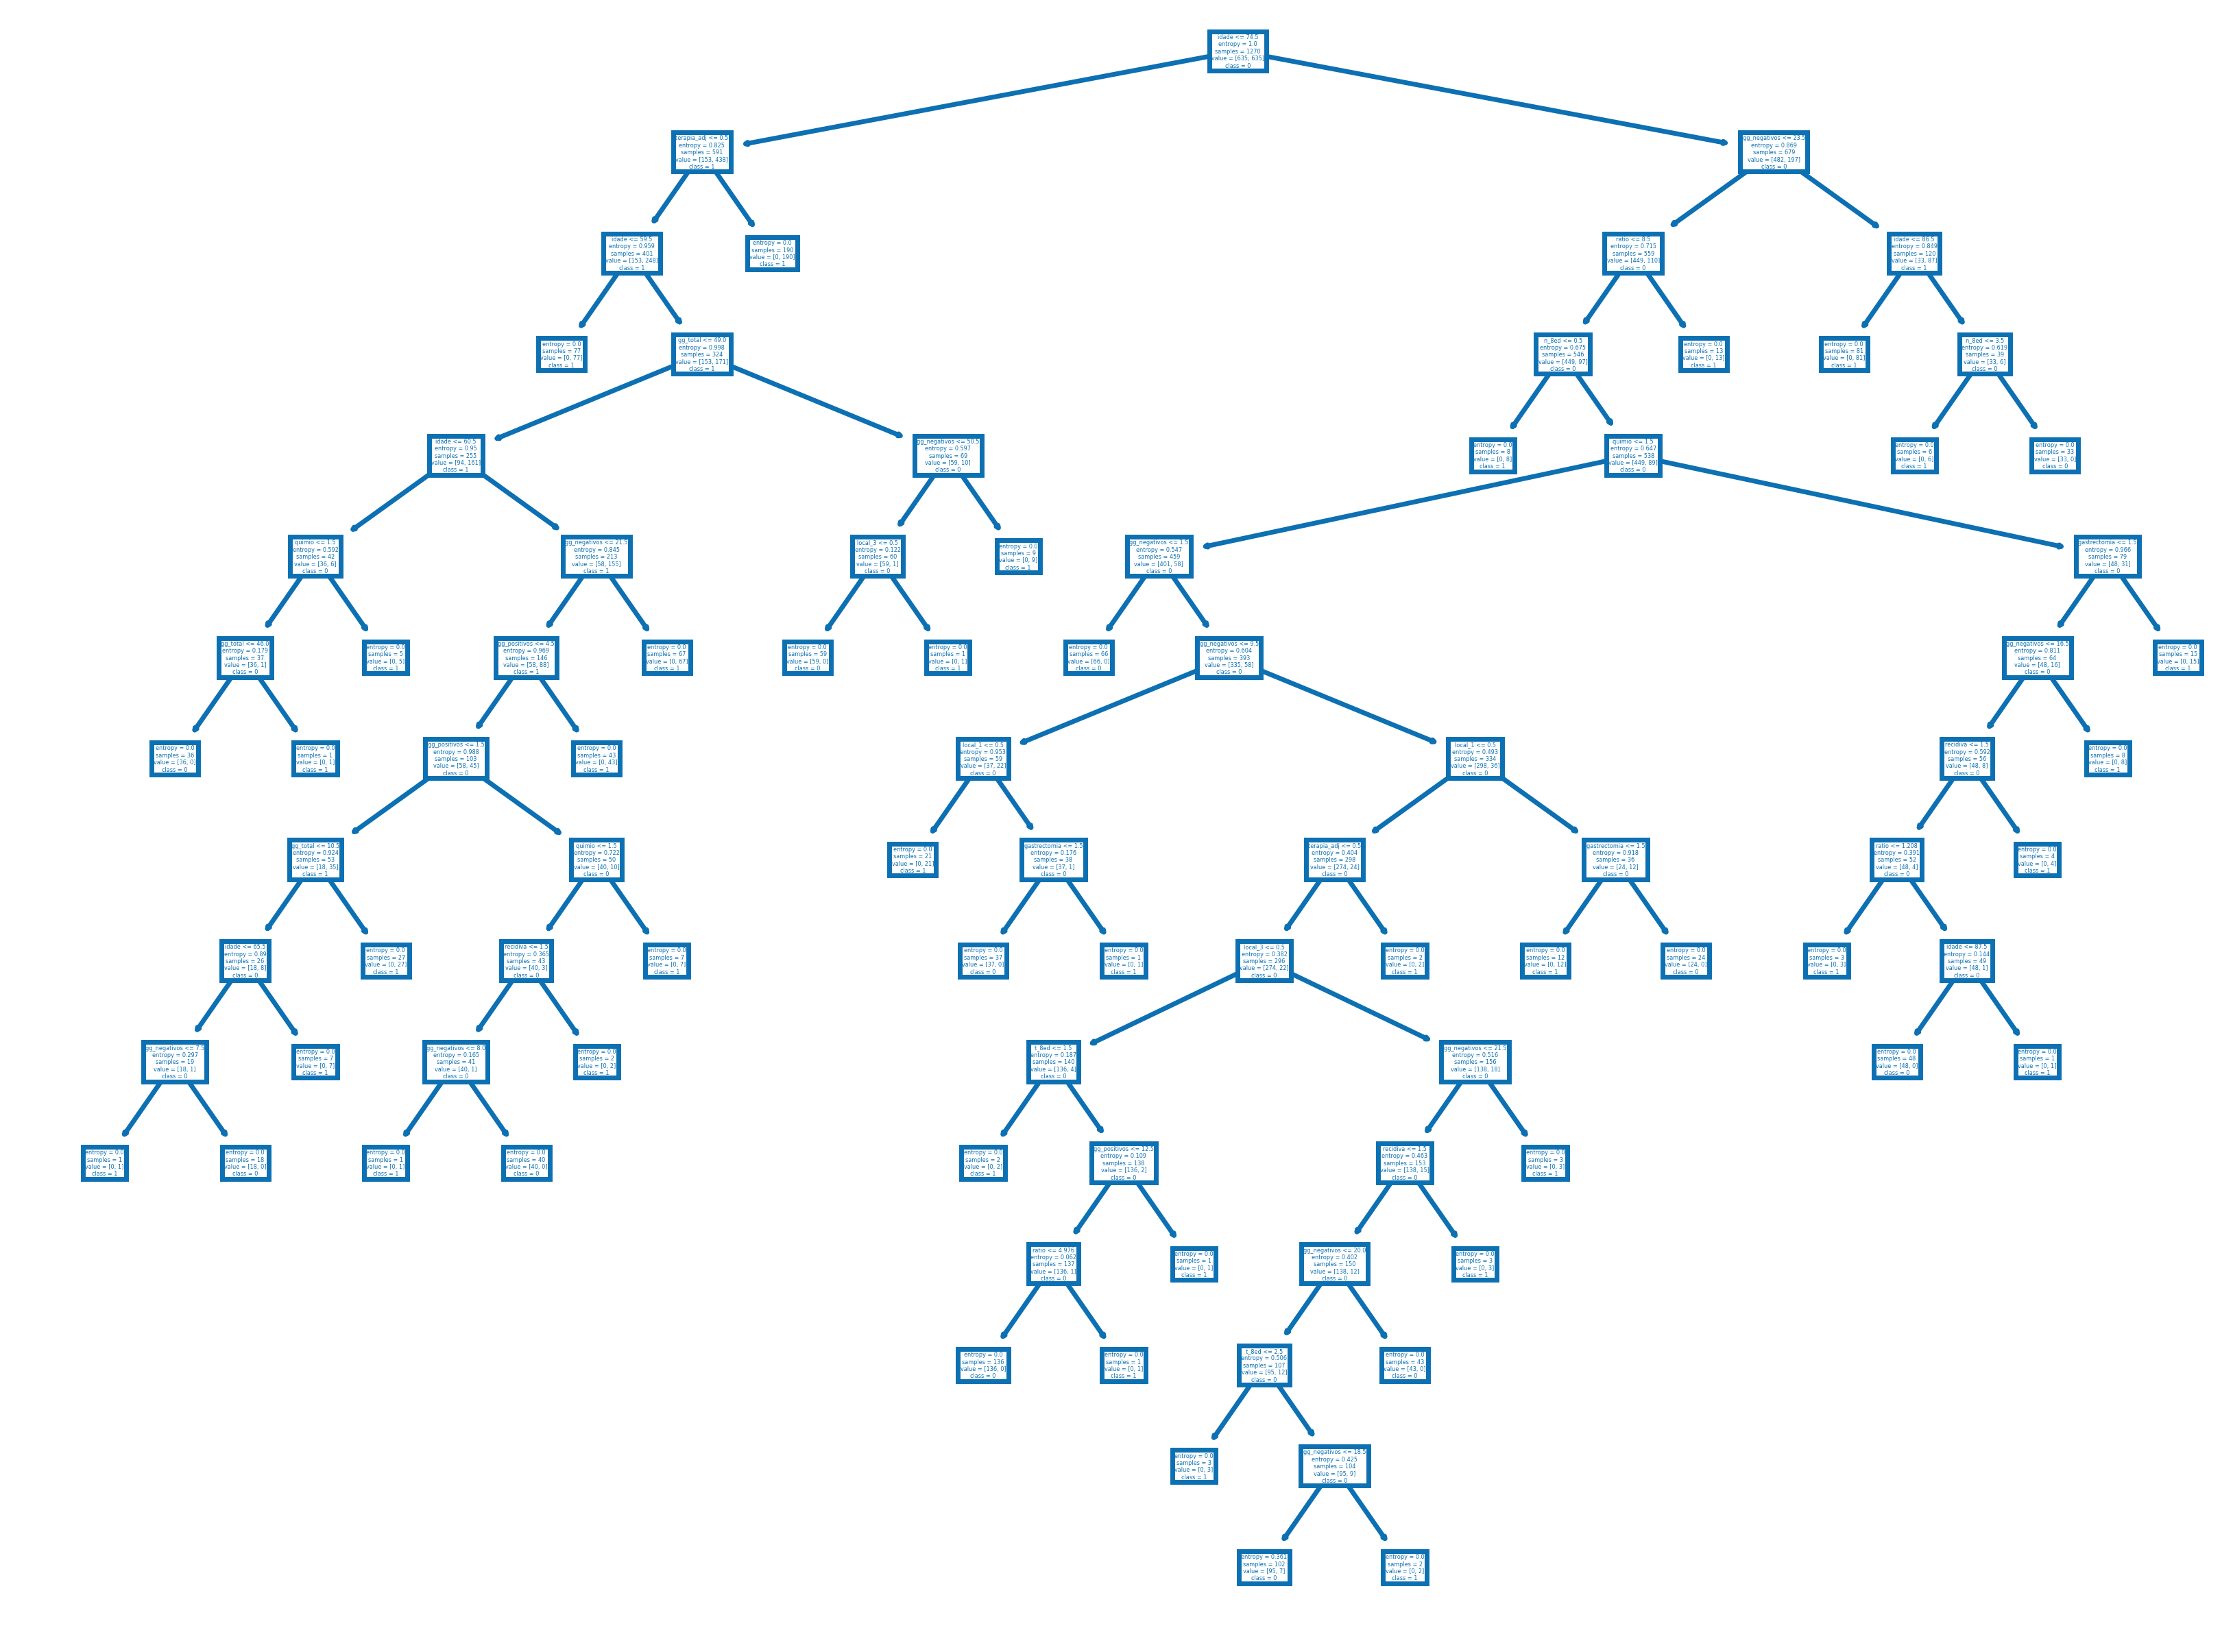 idade <= 74.5
entropy = 1.0
samples = 1270
value = [635, 635]
class = 0
terapia_adj <= 0.5
entropy = 0.825
samples = 591
value = [153, 438]
class = 1
gg_negativos <= 23.5
entropy = 0.869
samples = 679
value = [482, 197]
class = 0
idade <= 59.5
entropy = 0.959
samples = 401
value = [153, 248]
class = 1
entropy = 0.0
samples = 190
value = [0, 190]
class = 1
ratio <= 8.5
entropy = 0.715
samples = 559
value = [449, 110]
class = 0
idade <= 86.5
entropy = 0.849
samples = 120
value = [33, 87]
class = 1
entropy = 0.0
samples = 77
value = [0, 77]
class = 1
gg_total <= 49.0
entropy = 0.998
samples = 324
value = [153, 171]
class = 1
n_8ed <= 0.5
entropy = 0.675
samples = 546
value = [449, 97]
class = 0
entropy = 0.0
samples = 13
value = [0, 13]
class = 1
entropy = 0.0
samples = 81
value = [0, 81]
class = 1
n_8ed <= 3.5
entropy = 0.619
samples = 39
value = [33, 6]
class = 0
idade <= 60.5
entropy = 0.95
samples = 255
value = [94, 161]
class = 1
gg_negativos <= 50.5
entropy = 0.597
samples = 69
value = [59, 10]
class = 0
entropy = 0.0
samples = 8
value = [0, 8]
class = 1
quimio <= 1.5
entropy = 0.647
samples = 538
value = [449, 89]
class = 0
entropy = 0.0
samples = 6
value = [0, 6]
class = 1
entropy = 0.0
samples = 33
value = [33, 0]
class = 0
quimio <= 1.5
entropy = 0.592
samples = 42
value = [36, 6]
class = 0
gg_negativos <= 21.5
entropy = 0.845
samples = 213
value = [58, 155]
class = 1
local_3 <= 0.5
entropy = 0.122
samples = 60
value = [59, 1]
class = 0
entropy = 0.0
samples = 9
value = [0, 9]
class = 1
gg_negativos <= 1.5
entropy = 0.547
samples = 459
value = [401, 58]
class = 0
gastrectomia <= 1.5
entropy = 0.966
samples = 79
value = [48, 31]
class = 0
gg_total <= 46.0
entropy = 0.179
samples = 37
value = [36, 1]
class = 0
entropy = 0.0
samples = 5
value = [0, 5]
class = 1
gg_positivos <= 4.5
entropy = 0.969
samples = 146
value = [58, 88]
class = 1
entropy = 0.0
samples = 67
value = [0, 67]
class = 1
entropy = 0.0
samples = 59
value = [59, 0]
class = 0
entropy = 0.0
samples = 1
value = [0, 1]
class = 1
entropy = 0.0
samples = 66
value = [66, 0]
class = 0
gg_negativos <= 9.5
entropy = 0.604
samples = 393
value = [335, 58]
class = 0
gg_negativos <= 16.5
entropy = 0.811
samples = 64
value = [48, 16]
class = 0
entropy = 0.0
samples = 15
value = [0, 15]
class = 1
entropy = 0.0
samples = 36
value = [36, 0]
class = 0
entropy = 0.0
samples = 1
value = [0, 1]
class = 1
gg_positivos <= 1.5
entropy = 0.988
samples = 103
value = [58, 45]
class = 0
entropy = 0.0
samples = 43
value = [0, 43]
class = 1
local_1 <= 0.5
entropy = 0.953
samples = 59
value = [37, 22]
class = 0
local_1 <= 0.5
entropy = 0.493
samples = 334
value = [298, 36]
class = 0
recidiva <= 1.5
entropy = 0.592
samples = 56
value = [48, 8]
class = 0
entropy = 0.0
samples = 8
value = [0, 8]
class = 1
gg_total <= 10.5
entropy = 0.924
samples = 53
value = [18, 35]
class = 1
quimio <= 1.5
entropy = 0.722
samples = 50
value = [40, 10]
class = 0
entropy = 0.0
samples = 21
value = [0, 21]
class = 1
gastrectomia <= 1.5
entropy = 0.176
samples = 38
value = [37, 1]
class = 0
terapia_adj <= 0.5
entropy = 0.404
samples = 298
value = [274, 24]
class = 0
gastrectomia <= 1.5
entropy = 0.918
samples = 36
value = [24, 12]
class = 0
ratio <= 1.208
entropy = 0.391
samples = 52
value = [48, 4]
class = 0
entropy = 0.0
samples = 4
value = [0, 4]
class = 1
idade <= 65.5
entropy = 0.89
samples = 26
value = [18, 8]
class = 0
entropy = 0.0
samples = 27
value = [0, 27]
class = 1
recidiva <= 1.5
entropy = 0.365
samples = 43
value = [40, 3]
class = 0
entropy = 0.0
samples = 7
value = [0, 7]
class = 1
entropy = 0.0
samples = 37
value = [37, 0]
class = 0
entropy = 0.0
samples = 1
value = [0, 1]
class = 1
local_3 <= 0.5
entropy = 0.382
samples = 296
value = [274, 22]
class = 0
entropy = 0.0
samples = 2
value = [0, 2]
class = 1
entropy = 0.0
samples = 12
value = [0, 12]
class = 1
entropy = 0.0
samples = 24
value = [24, 0]
class = 0
entropy = 0.0
samples = 3
value = [0, 3]
class = 1
idade <= 87.5
entropy = 0.144
samples = 49
value = [48, 1]
class = 0
gg_negativos <= 7.5
entropy = 0.297
samples = 19
value = [18, 1]
class = 0
entropy = 0.0
samples = 7
value = [0, 7]
class = 1
gg_negativos <= 8.0
entropy = 0.165
samples = 41
value = [40, 1]
class = 0
entropy = 0.0
samples = 2
value = [0, 2]
class = 1
t_8ed <= 1.5
entropy = 0.187
samples = 140
value = [136, 4]
class = 0
gg_negativos <= 21.5
entropy = 0.516
samples = 156
value = [138, 18]
class = 0
entropy = 0.0
samples = 48
value = [48, 0]
class = 0
entropy = 0.0
samples = 1
value = [0, 1]
class = 1
entropy = 0.0
samples = 1
value = [0, 1]
class = 1
entropy = 0.0
samples = 18
value = [18, 0]
class = 0
entropy = 0.0
samples = 1
value = [0, 1]
class = 1
entropy = 0.0
samples = 40
value = [40, 0]
class = 0
entropy = 0.0
samples = 2
value = [0, 2]
class = 1
gg_positivos <= 12.5
entropy = 0.109
samples = 138
value = [136, 2]
class = 0
recidiva <= 1.5
entropy = 0.463
samples = 153
value = [138, 15]
class = 0
entropy = 0.0
samples = 3
value = [0, 3]
class = 1
ratio <= 4.976
entropy = 0.062
samples = 137
value = [136, 1]
class = 0
entropy = 0.0
samples = 1
value = [0, 1]
class = 1
gg_negativos <= 20.0
entropy = 0.402
samples = 150
value = [138, 12]
class = 0
entropy = 0.0
samples = 3
value = [0, 3]
class = 1
entropy = 0.0
samples = 136
value = [136, 0]
class = 0
entropy = 0.0
samples = 1
value = [0, 1]
class = 1
t_8ed <= 2.5
entropy = 0.506
samples = 107
value = [95, 12]
class = 0
entropy = 0.0
samples = 43
value = [43, 0]
class = 0
entropy = 0.0
samples = 3
value = [0, 3]
class = 1
gg_negativos <= 18.5
entropy = 0.425
samples = 104
value = [95, 9]
class = 0
entropy = 0.361
samples = 102
value = [95, 7]
class = 0
entropy = 0.0
samples = 2
value = [0, 2]
class = 1